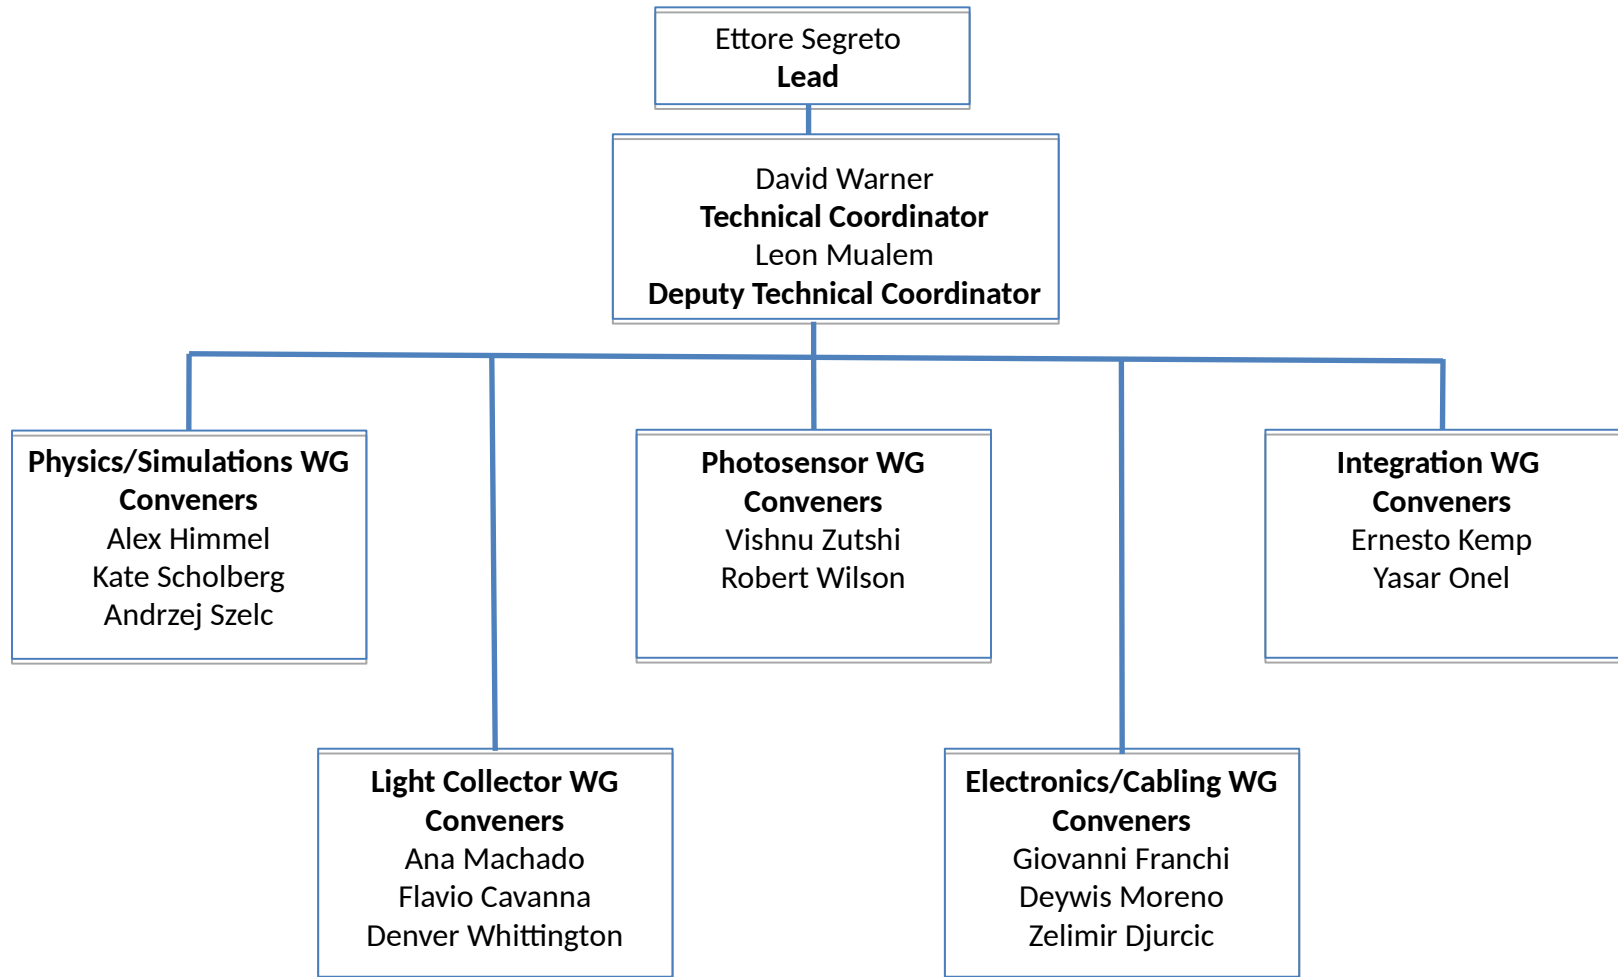 Ettore Segreto
Lead
David Warner
Technical Coordinator
Leon Mualem
Deputy Technical Coordinator
Physics/Simulations WG
Conveners
Alex Himmel
Kate Scholberg
Andrzej Szelc
Photosensor WG
Conveners
Vishnu Zutshi
Robert Wilson
Integration WG
Conveners
Ernesto Kemp
Yasar Onel
Light Collector WG
Conveners
Ana Machado
Flavio Cavanna
Denver Whittington
Electronics/Cabling WG
Conveners
Giovanni Franchi
Deywis Moreno
Zelimir Djurcic